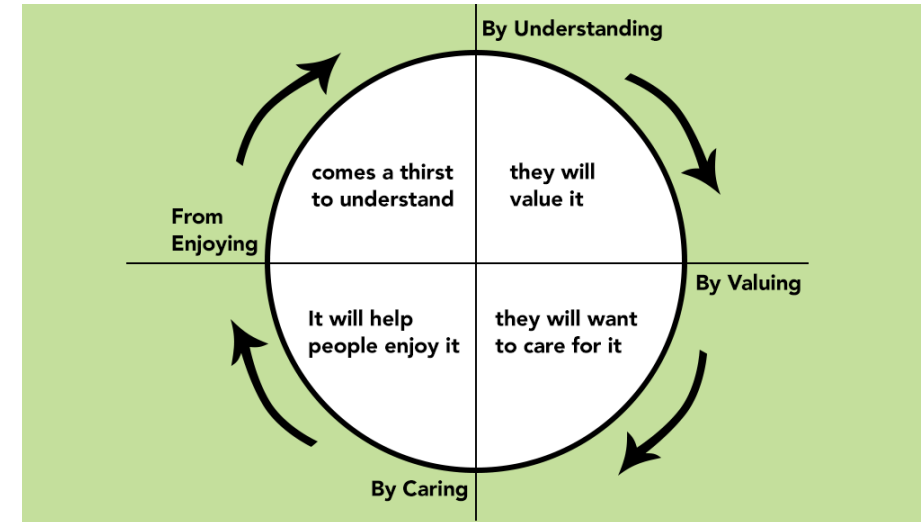 By Understanding
comes a thirst
to understand
they will
value it
From
Enjoying
By Valuing
It will help
people enjoy it
they will want
to care for it
By Caring